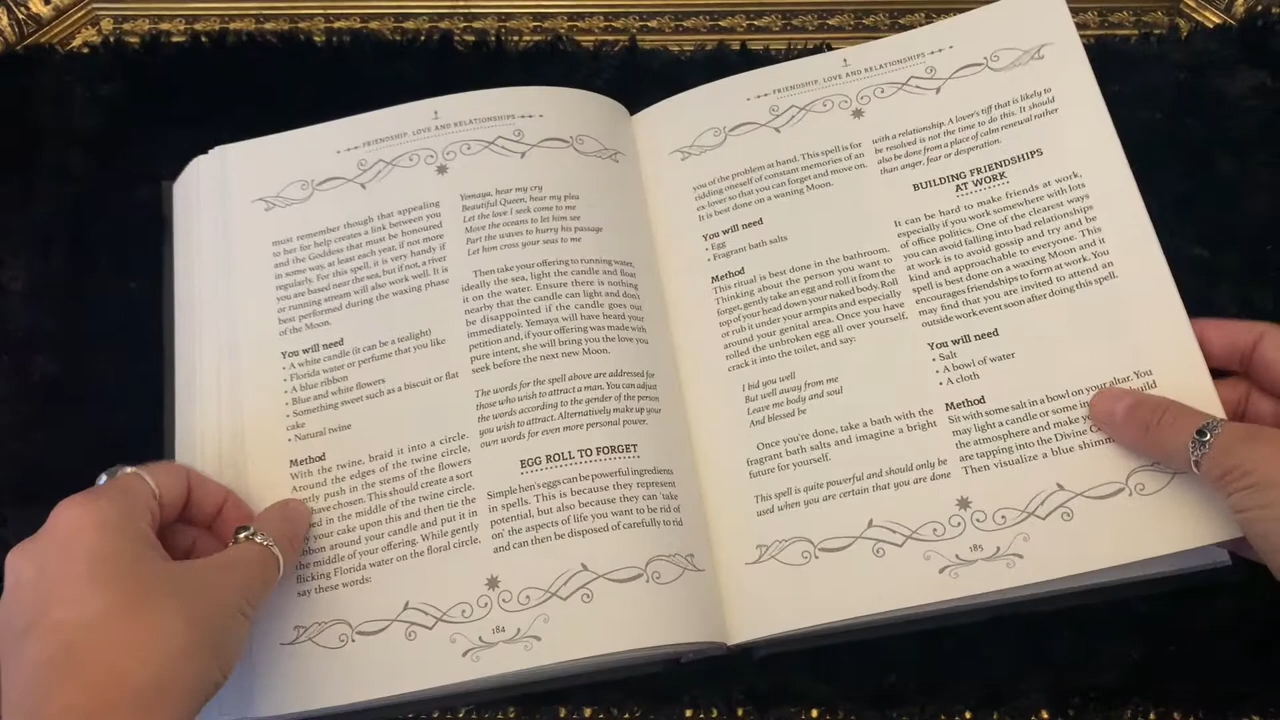 FRIENDSHIP, LOVE AND RELATIONSHIPS
must remember though that appealing
to her for help creates a link between you
and the Goddess that must be honoured
in some way, at least each year, if not more
regularly. For this spell, it is very handy if
you are based near the sea, but if not, a river
or running stream will also work well. It is
best performed during the waxing phase
of the Moon.
You will need
• A white candle (it can be a tealight)
• Florida water or perfume that you like
• A blue ribbon
• Blue and white flowers
• Something sweet such as a biscuit or flat
cake
• Natural twine
Method
With the twine, braid it into a circle.
Around the edges of the twine circle,
ntly push in the stems of the flowers
have chosen. This should create a sort
ed in the middle of the twine circle.
y your cake upon this and then tie the
bbon around your candle and put it in
the middle of your offering. While gently
flicking Florida water on the floral circle,
say these words:
Yemaya, hear my cry
Beautiful Queen, hear my plea
Let the love I seek come to me
Move the oceans to let him see
Part the waves to hurry his passage
Let him cross your seas to me
Then take your offering to running water,
ideally the sea, light the candle and float
it on the water. Ensure there is nothing
nearby that the candle can light and don't
be disappointed if the candle goes out
immediately. Yemaya will have heard your
petition and, if your offering was made with
pure intent, she will bring you the love you
seek before the next new Moon.
The words for the spell above are addressed for
those who wish to attract a man. You can adjust
the words according to the gender of the person
you wish to attract. Alternatively make up your
own words for even more personal power.
EGG ROLL TO FORGET
Simple hen's eggs can be powerful ingredients
in spells. This is because they represent
potential, but also because they can 'take
on' the aspects of life you want to be rid of
and can then be disposed of carefully to rid
184
FRIENDSHIP, LOVE AND RELATIONSHIPS
you of the problem at hand. This spell is for
ridding oneself of constant memories of an
ex-lover so that you can forget and move on.
It is best done on a waning Moon.
You will need
• Egg
• Fragrant bath salts
Method
This ritual is best done in the bathroom.
Thinking about the person you want to
forget, gently take an egg and roll it from the
top of your head down your naked body. Roll
or rub it under your armpits and especially
around your genital area. Once you have
rolled the unbroken egg all over yourself,
crack it into the toilet, and say:
I bid you well
But well away from me
Leave me body and soul
And blessed be
Once you're done, take a bath with the
fragrant bath salts and imagine a bright
future for yourself.
This spell is quite powerful and should only be
used when you are certain that you are done
with a relationship. A lover's tiff that is likely to
be resolved is not the time to do this. It should
also be done from a place of calm renewal rather
than anger, fear or desperation.
BUILDING FRIENDSHIPS
AT WORK
It can be hard to make friends at work,
especially if you work somewhere with lots
of office politics. One of the clearest ways
you can avoid falling into bad relationships
at work is to avoid gossip and try and be
kind and approachable to everyone. This
spell is best done on a waxing Moon and it
encourages friendships to form at work. You
may find that you are invited to attend an
outside work event soon after doing this spell.
You will need
• Salt
• A bowl of water
• A cloth
Method
Sit with some salt in a bowl on your altar. You
may light a candle or some in build
the atmosphere and make yo
are tapping into the Divine C
Then visualize a blue shimm
185